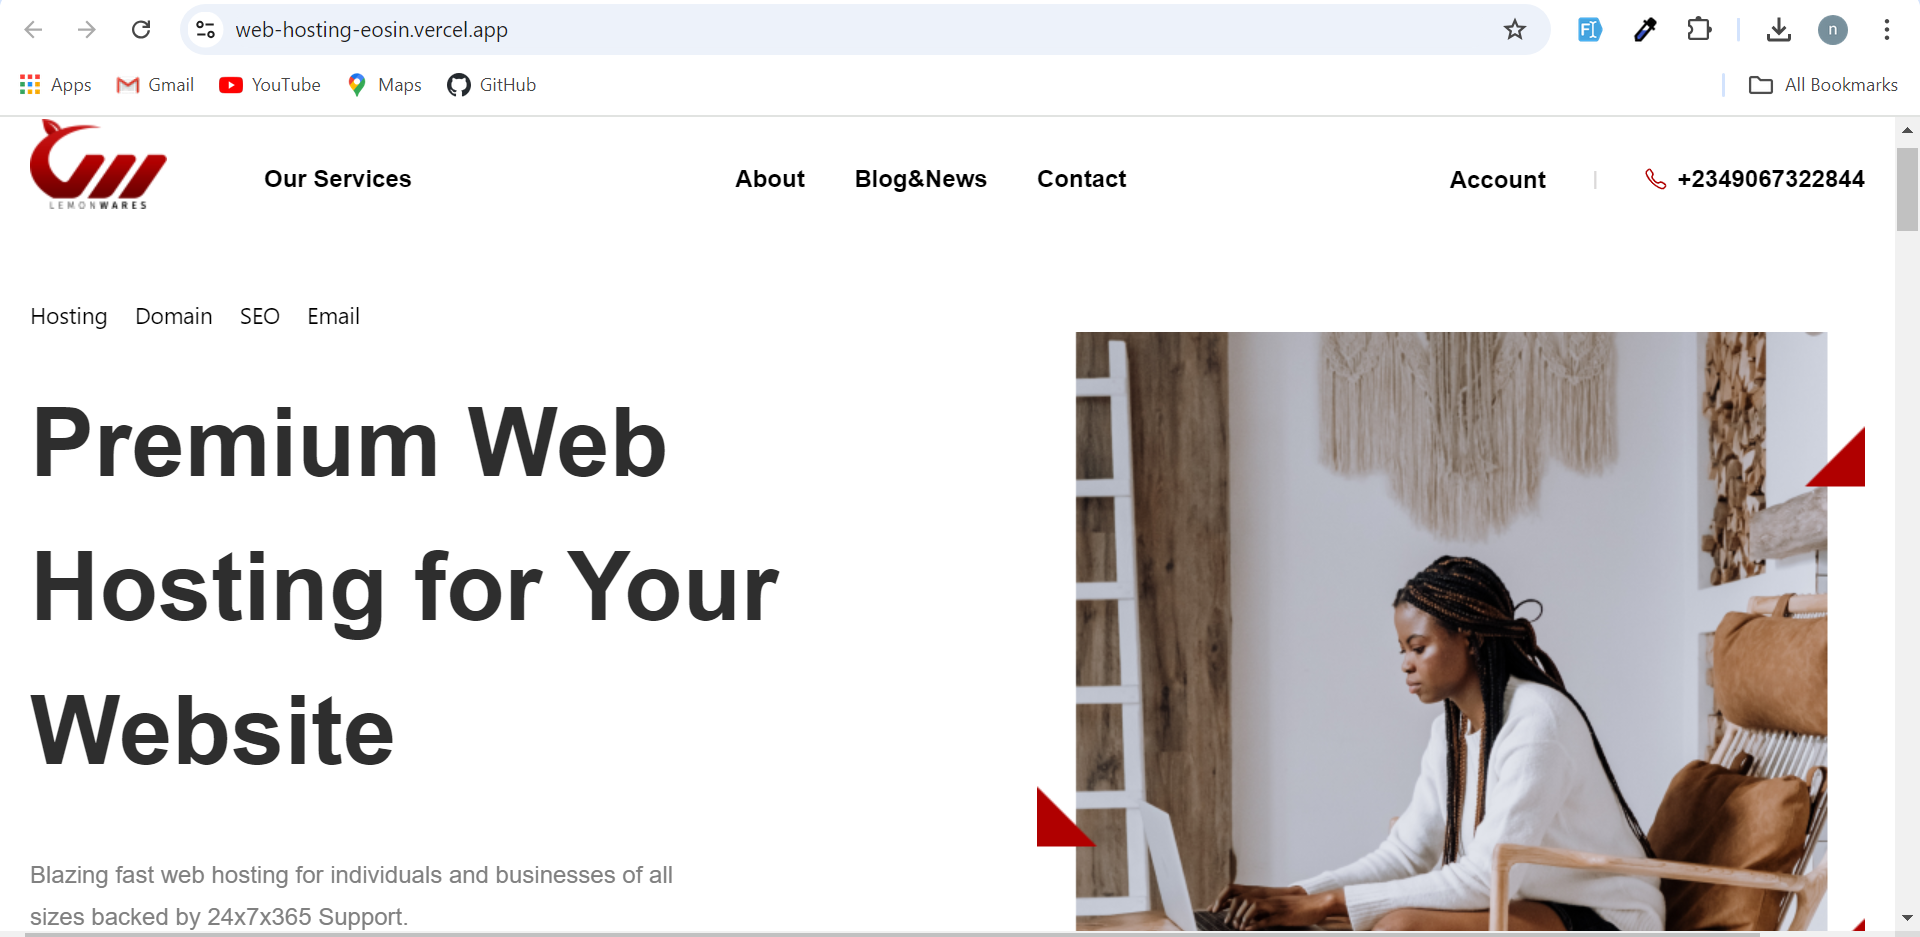 web-hosting-eosin.vercel.app
n
Apps
Gmail
YouTube
Maps
GitHub
All Bookmarks
LEMONWARES
Our Services
About
Blog&News
Contact
Account
+2349067322844
Hosting
Domain
SEO
Email
Premium Web
Hosting for Your
Website
Blazing fast web hosting for individuals and businesses of all
sizes backed by 24x7x365 Support.